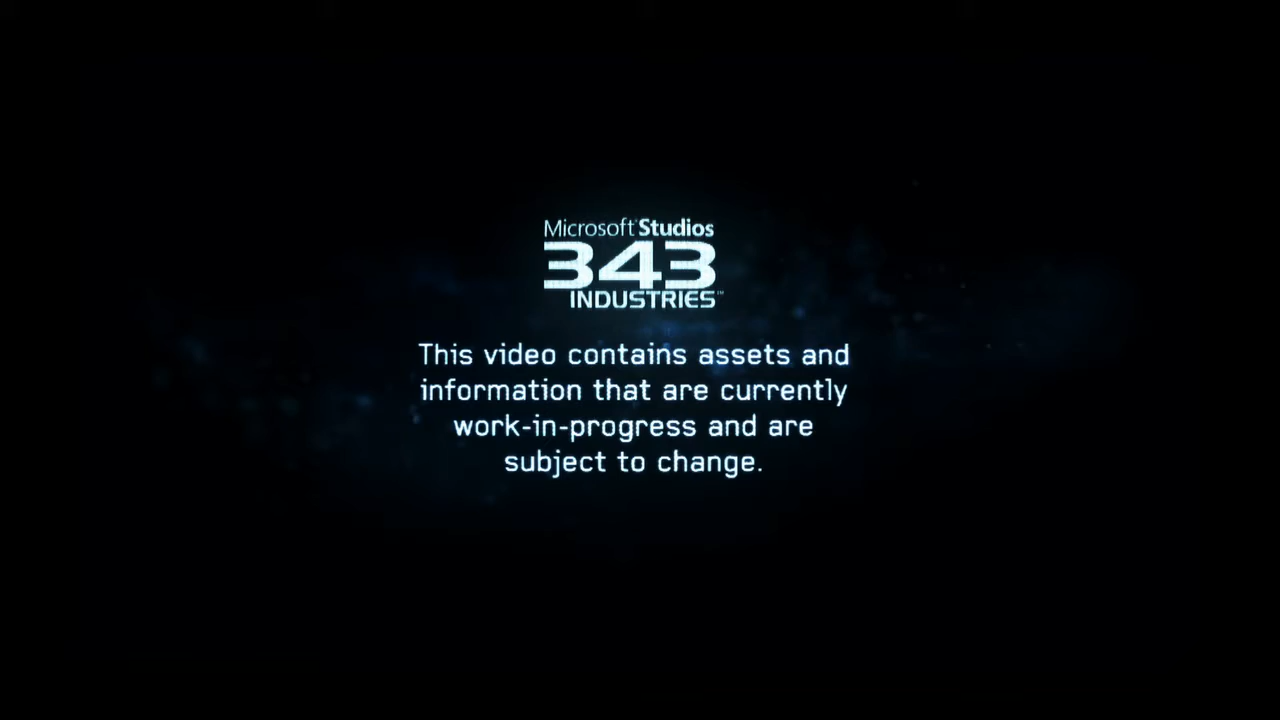 Microsoft Studios
343
INDUSTRIES™
This video contains assets and
information that are currently
work-in-progress and are
subject to change.